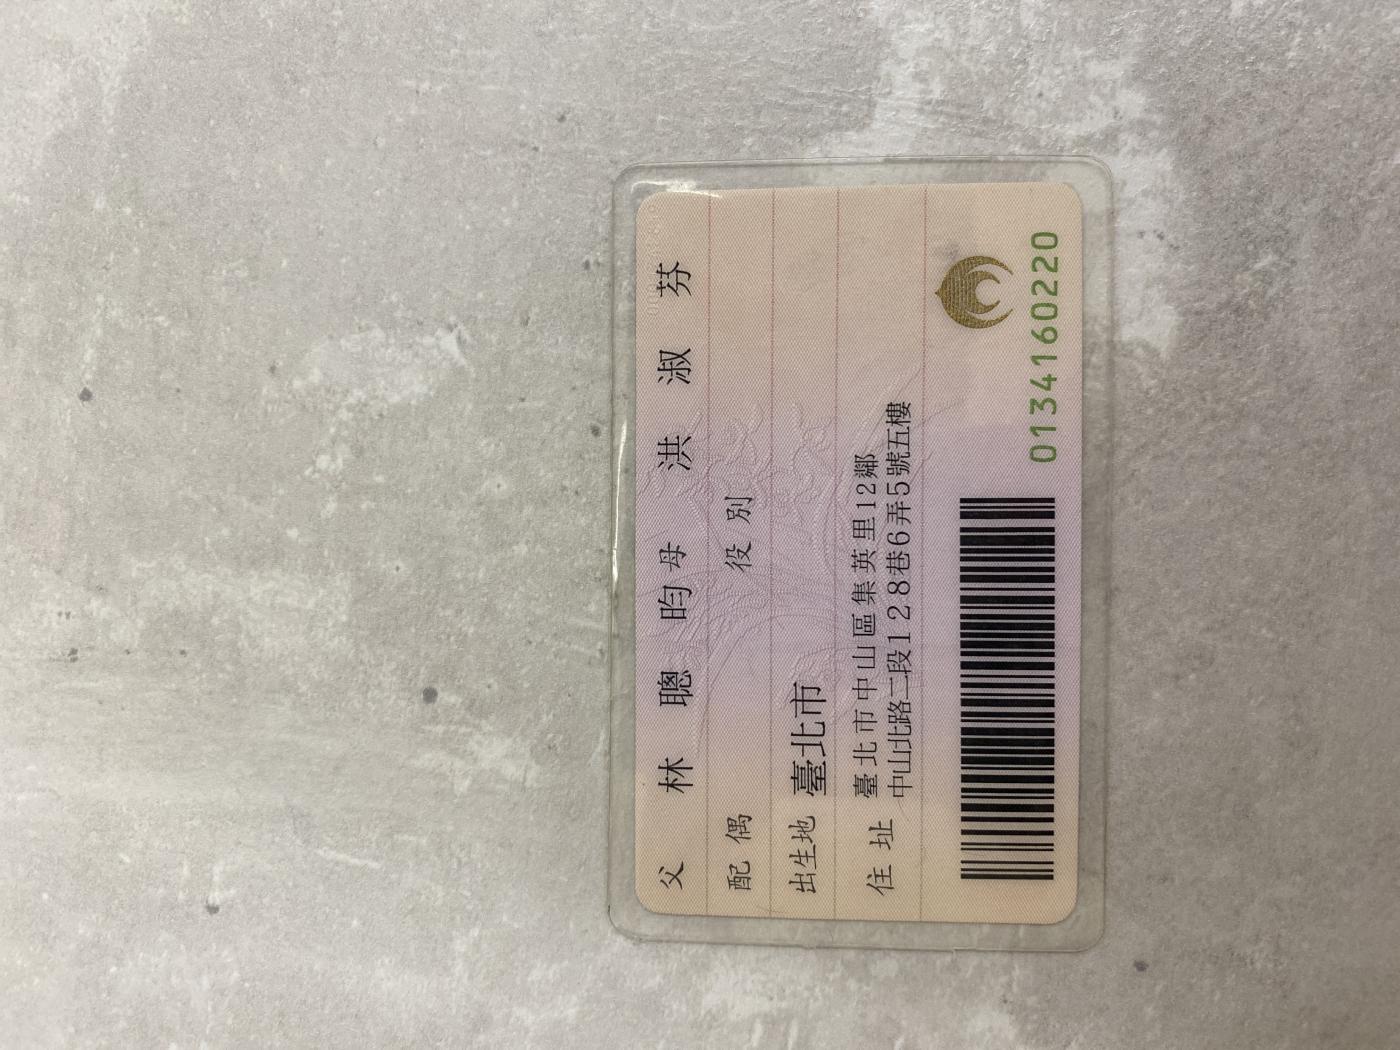 父 林聰昀 母 洪淑芬
配偶 役別
出生地 臺北市
住址 臺北市中山區集英里12鄰
中山北路二段128巷6弄5號五樓
0134160220